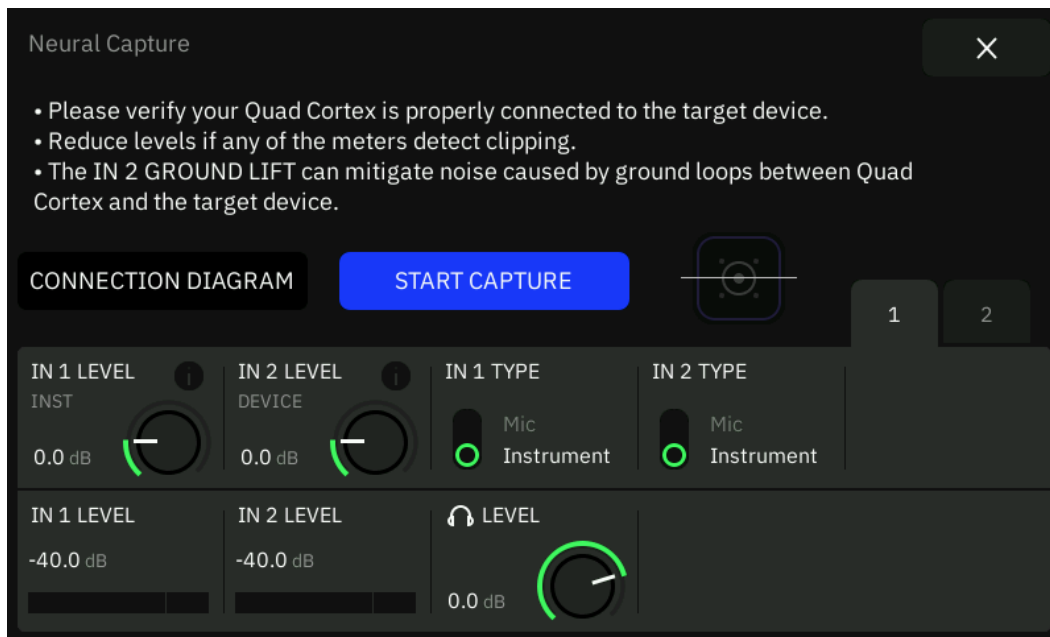 Neural Capture
• Please verify your Quad Cortex is properly connected to the target device.
• Reduce levels if any of the meters detect clipping.
• The IN 2 GROUND LIFT can mitigate noise caused by ground loops between Quad
Cortex and the target device.
CONNECTION DIAGRAM
START CAPTURE
1
2
IN 1 LEVEL
INST
0.0 dB
IN 2 LEVEL
DEVICE
0.0 dB
IN 1 TYPE
Mic
Instrument
IN 2 TYPE
Mic
Instrument
IN 1 LEVEL
-40.0 dB
IN 2 LEVEL
-40.0 dB
LEVEL
0.0 dB